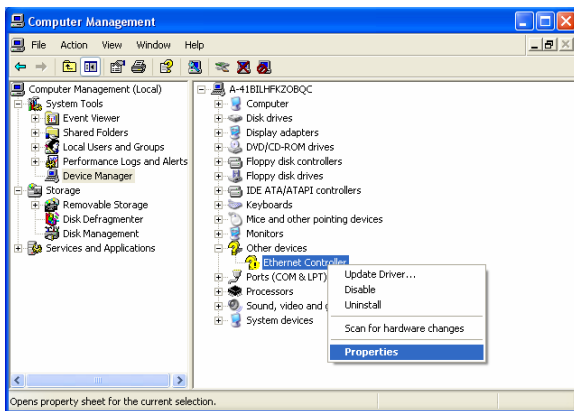 Computer Management
File Action View Window Help
Computer Management (Local)
System Tools
Event Viewer
Shared Folders
Local Users and Groups
Performance Logs and Alerts
Device Manager
Storage
Removable Storage
Disk Defragmenter
Disk Management
Services and Applications
A-41BILHFKZOBQC
Computer
Disk drives
Display adapters
DVD/CD-ROM drives
Floppy disk controllers
Floppy disk drives
IDE ATA/ATAPI controllers
Keyboards
Mice and other pointing devices
Monitors
Other devices
Ethernet Controller
Ports (COM & LPT)
Processors
Sound, video and
System devices
Update Driver...
Disable
Uninstall
Scan for hardware changes
Properties
Opens property sheet for the current selection.